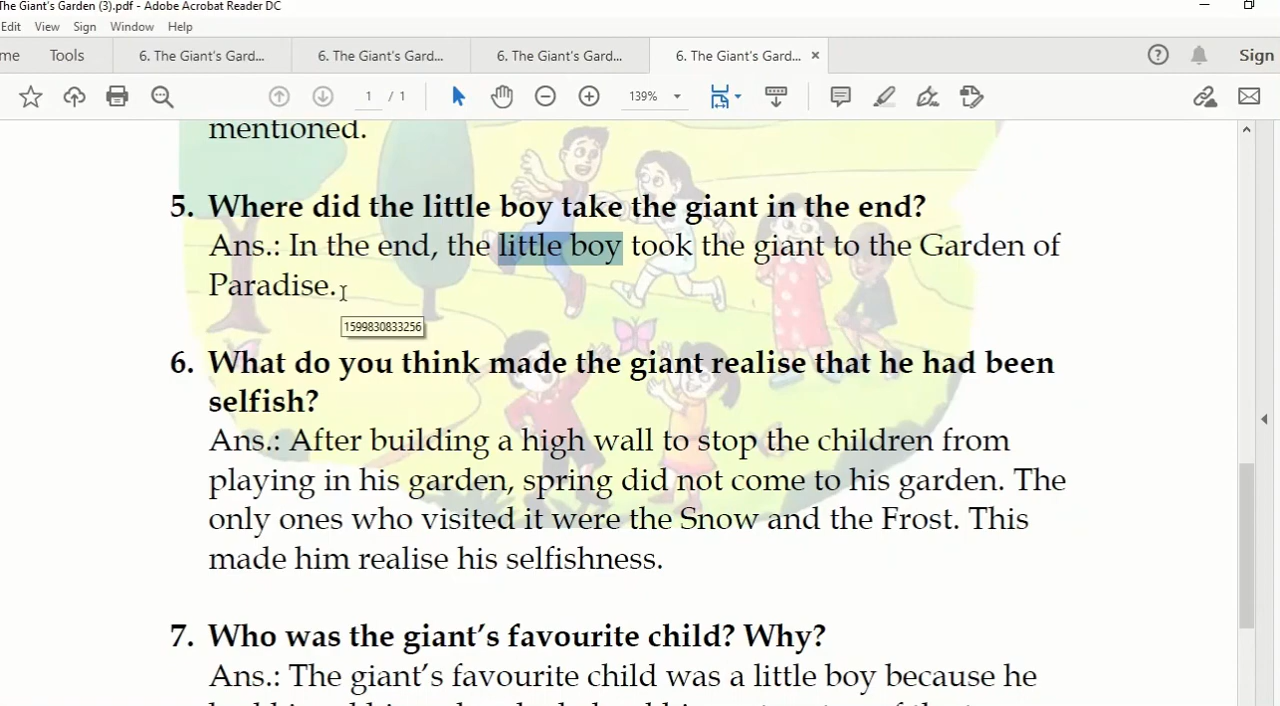 The Giant's Garden (3).pdf - Adobe Acrobat Reader DC
Edit View Sign Window Help
me Tools 6. The Giant's Gard... 6. The Giant's Gard... 6. The Giant's Gard... 6. The Giant's Gard... × Sign
1 / 1 139%
mentioned.
5. Where did the little boy take the giant in the end?
Ans.: In the end, the little boy took the giant to the Garden of
Paradise.
1599830833256
6. What do you think made the giant realise that he had been
selfish?
Ans.: After building a high wall to stop the children from
playing in his garden, spring did not come to his garden. The
only ones who visited it were the Snow and the Frost. This
made him realise his selfishness.
7. Who was the giant's favourite child? Why?
Ans.: The giant's favourite child was a little boy because he